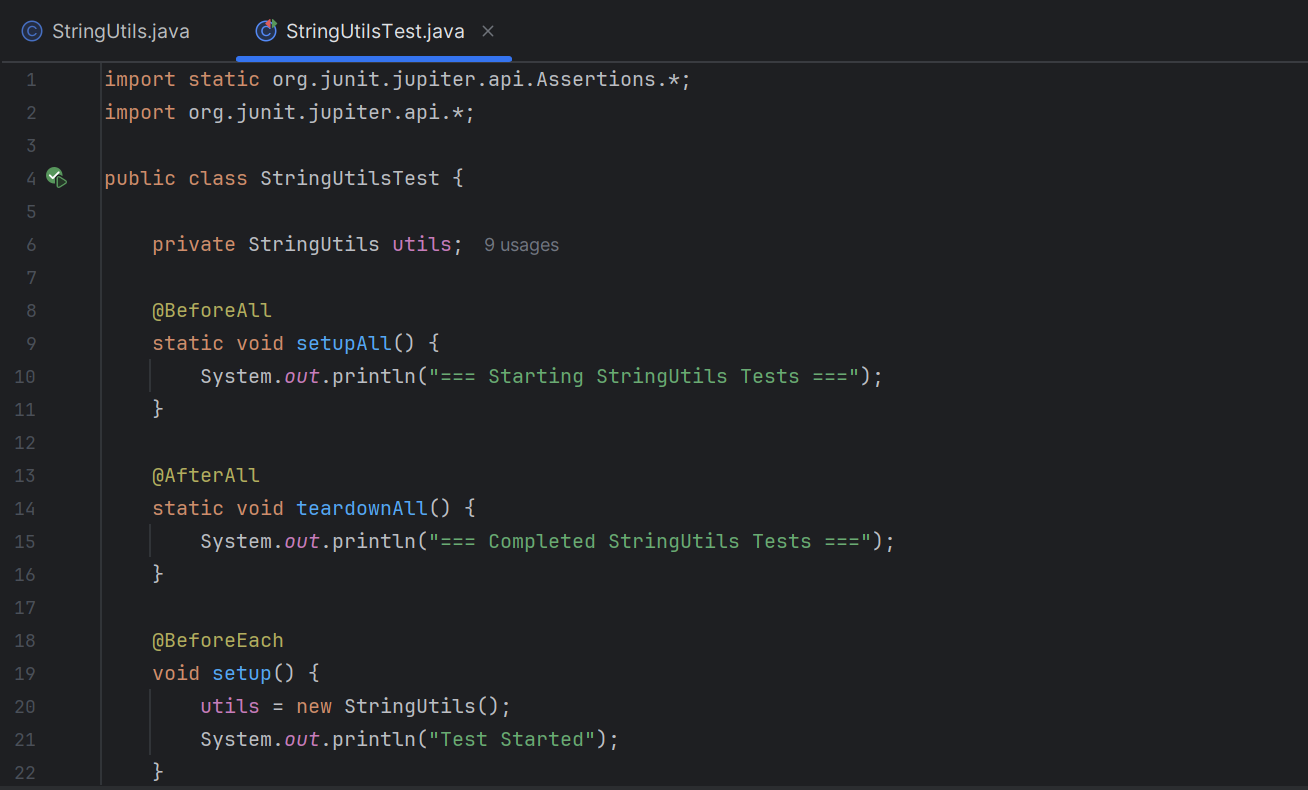 StringUtils.java StringUtilsTest.java
1 import static org.junit.jupiter.api.Assertions.*;
2 import org.junit.jupiter.api.*;
3
4 public class StringUtilsTest {
5
6     private StringUtils utils; 9 usages
7
8     @BeforeAll
9     static void setupAll() {
10         System.out.println("=== Starting StringUtils Tests ===");
11     }
12
13     @AfterAll
14     static void teardownAll() {
15         System.out.println("=== Completed StringUtils Tests ===");
16     }
17
18     @BeforeEach
19     void setup() {
20         utils = new StringUtils();
21         System.out.println("Test Started");
22     }